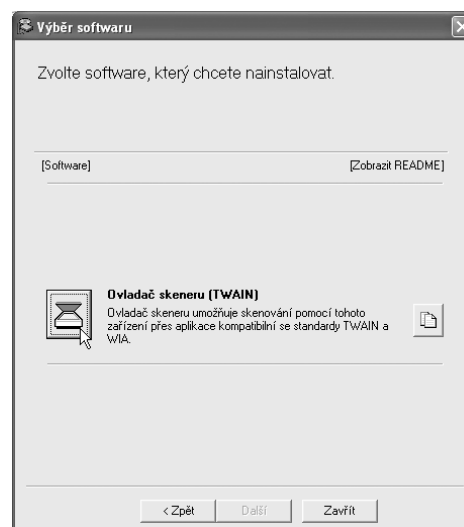 Výběr softwaru
Zvolte software, který chcete nainstalovat.
[Software] [Zobrazit README]
Ovladač skeneru (TWAIN)
Ovladač skeneru umožňuje skenování pomocí tohoto
zařízení přes aplikace kompatibilní se standardy TWAIN a
WIA.
< Zpět Další Zavřít